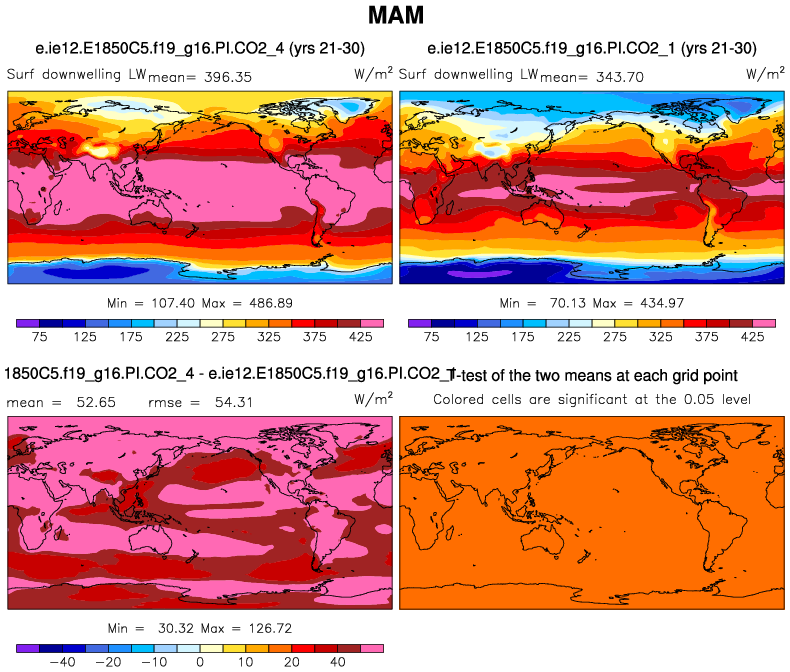 MAM
e.ie12.E1850C5.f19_g16.PI.CO2_4 (yrs 21-30)
Surf downwelling LW mean= 396.35 W/m²
Min = 107.40 Max = 486.89
75 125 175 225 275 325 375 425
e.ie12.E1850C5.f19_g16.PI.CO2_1 (yrs 21-30)
Surf downwelling LW mean= 343.70 W/m²
Min = 70.13 Max = 434.97
75 125 175 225 275 325 375 425
1850C5.f19_g16.PI.CO2_4 - e.ie12.E1850C5.f19_g16.PI.CO2_1
mean = 52.65 rmse = 54.31 W/m²
Min = 30.32 Max = 126.72
−40 −20 −10 0 10 20 40
T-test of the two means at each grid point
Colored cells are significant at the 0.05 level